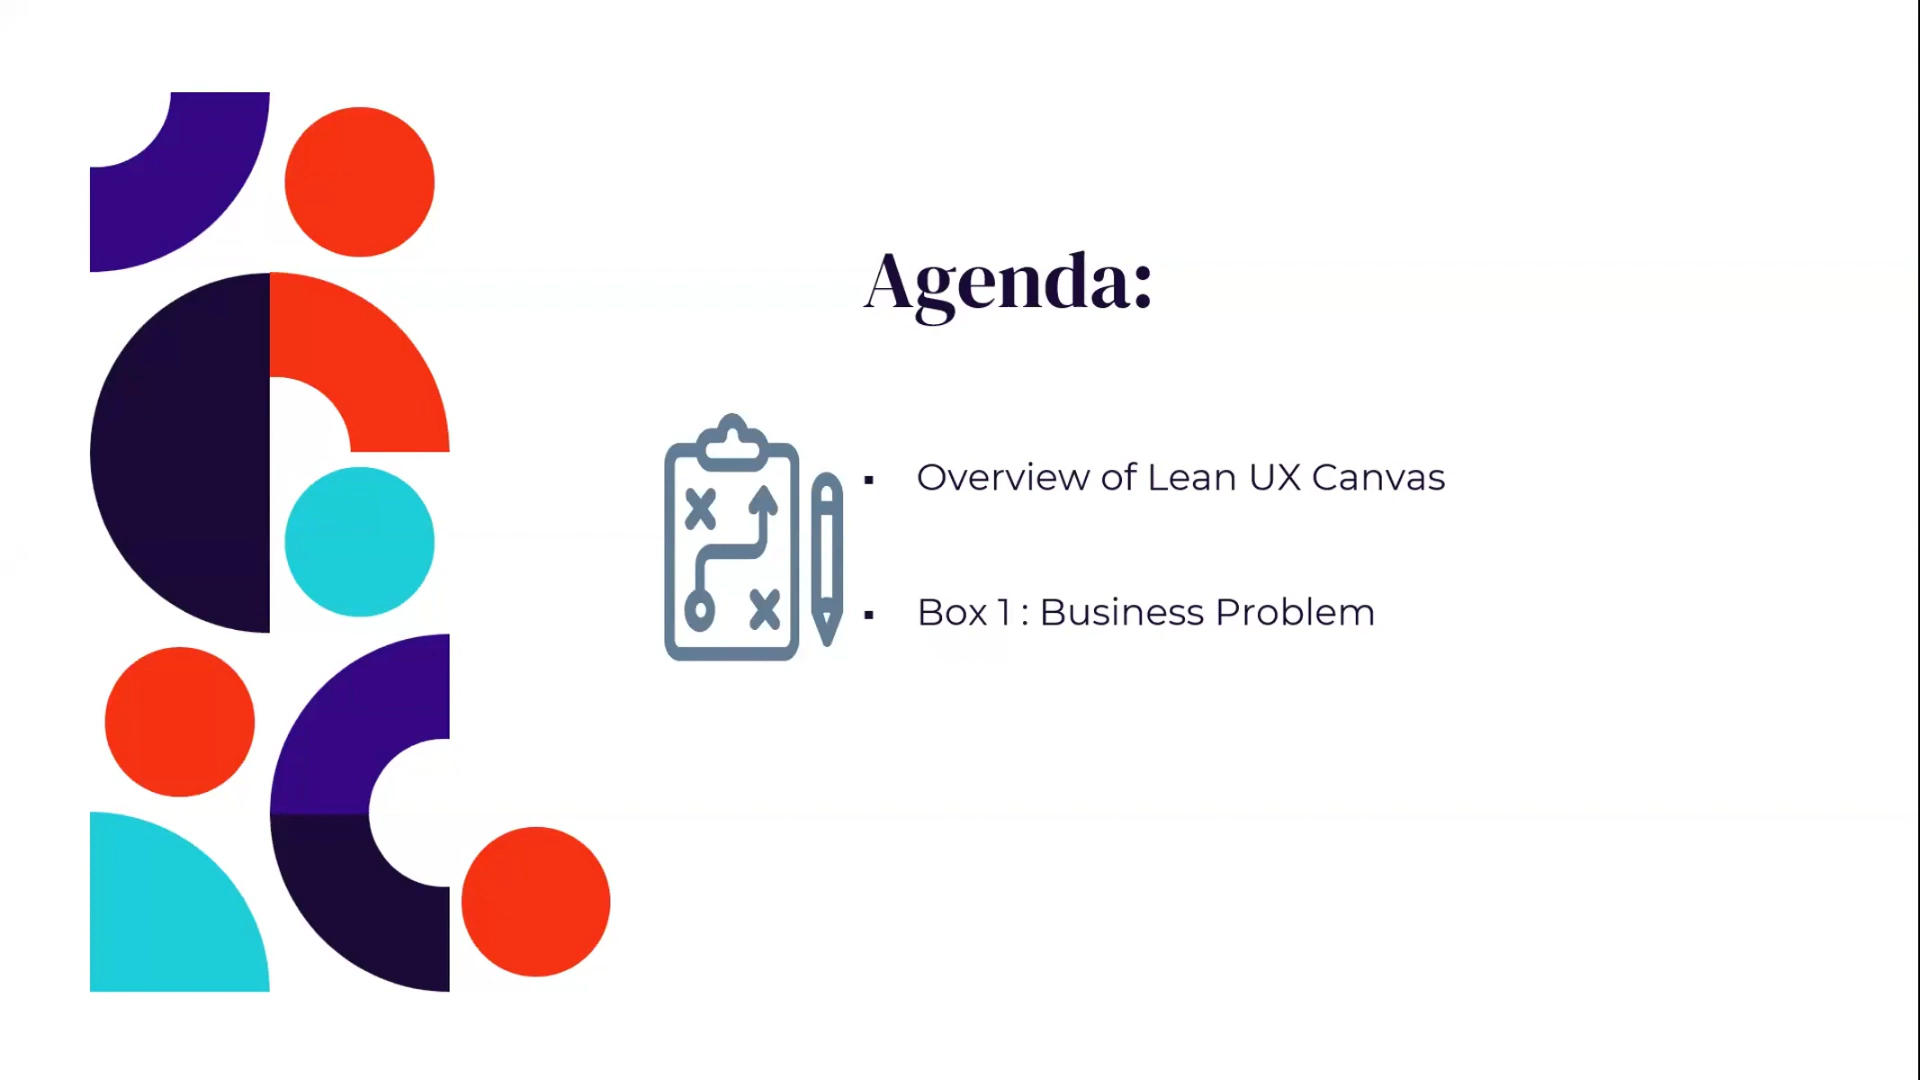 Agenda:
▪ Overview of Lean UX Canvas
▪ Box 1 : Business Problem